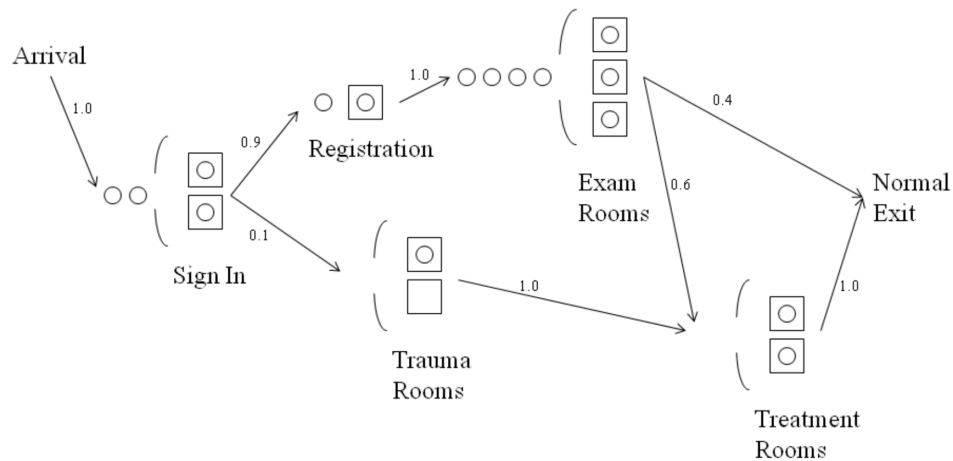 Arrival
1.0
0.9
0.1
Sign In
1.0
Registration
Exam
Rooms
0.4
0.6
Normal
Exit
Trauma
Rooms
1.0
1.0
Treatment
Rooms